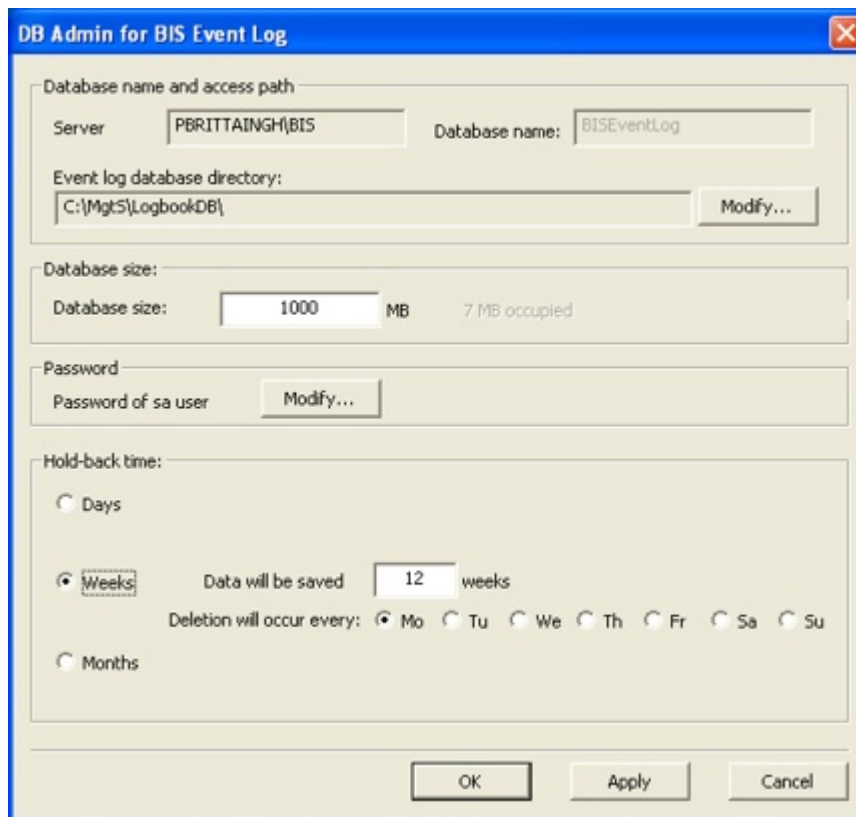 DB Admin for BIS Event Log
Database name and access path
Server PBRITTAINGH\BIS Database name: BISEventLog
Event log database directory:
C:\MgtS\LogbookDB\ Modify...
Database size:
Database size: 1000 MB 7 MB occupied
Password
Password of sa user Modify...
Hold-back time:
Days
Weeks Data will be saved 12 weeks
Deletion will occur every: Mo Tu We Th Fr Sa Su
Months
OK Apply Cancel